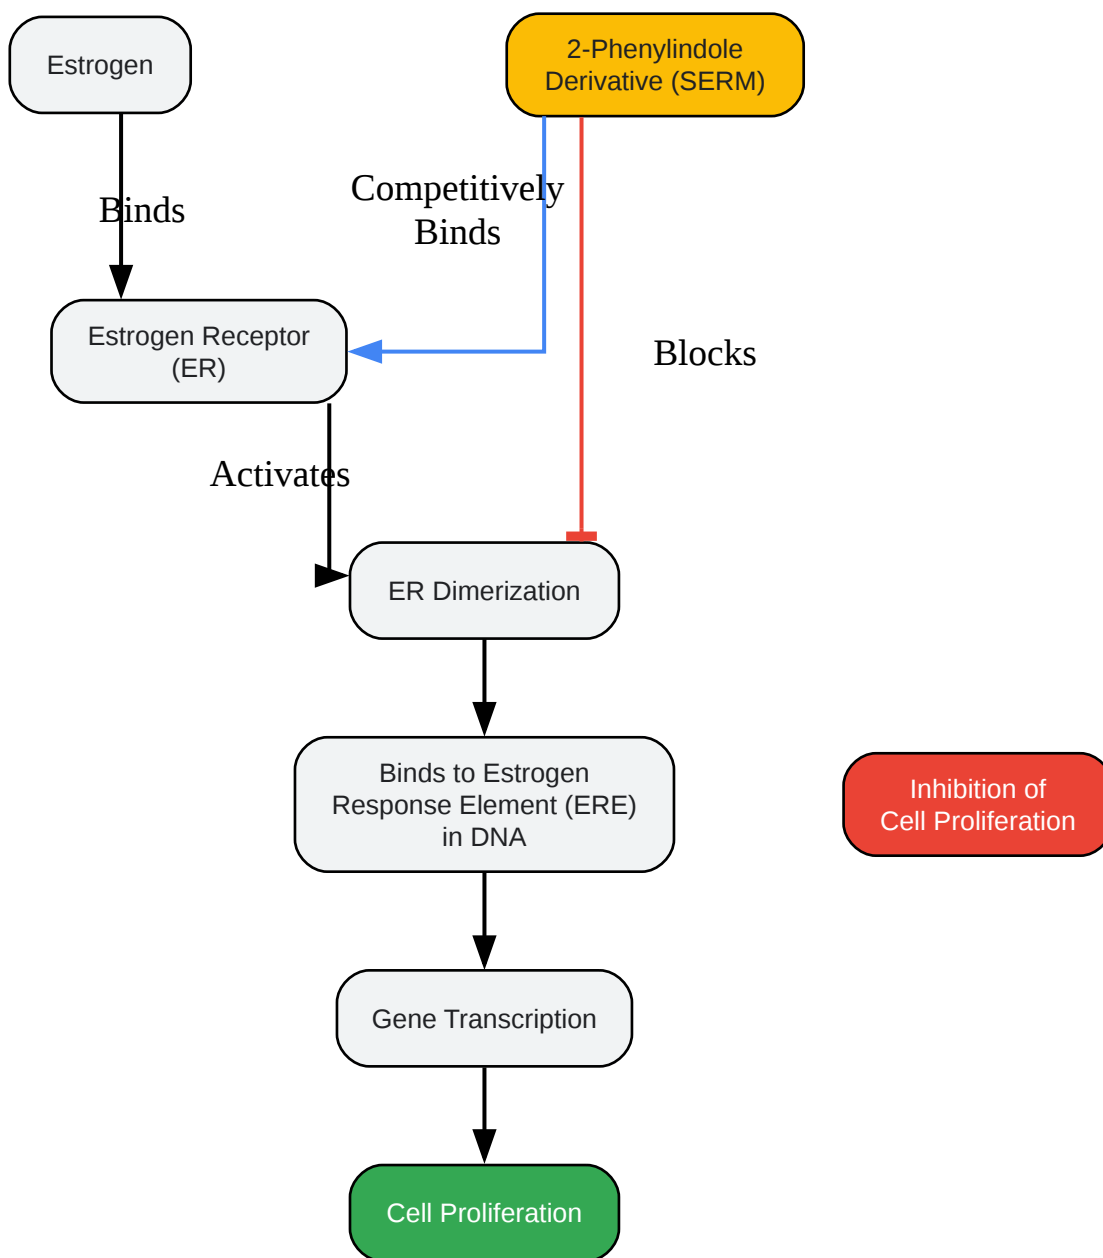 Estrogen
2-Phenylindole
Derivative (SERM)
Binds
Competitively
Binds
Estrogen Receptor
(ER)
Blocks
Activates
ER Dimerization
Binds to Estrogen
Response Element (ERE)
in DNA
Inhibition of
Cell Proliferation
Gene Transcription
Cell Proliferation